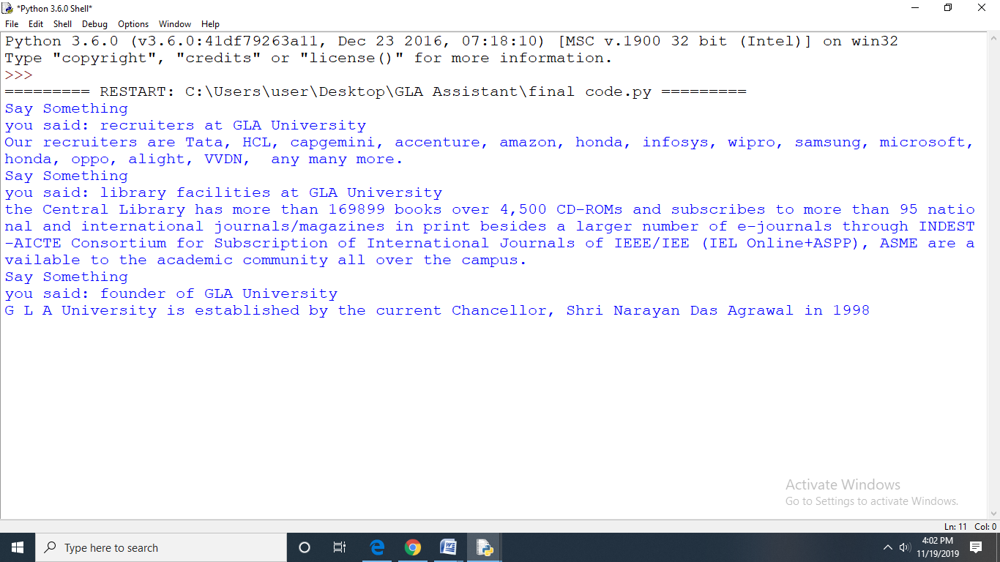 *Python 3.6.0 Shell*
File Edit Shell Debug Options Window Help
Python 3.6.0 (v3.6.0:41df79263a11, Dec 23 2016, 07:18:10) [MSC v.1900 32 bit (Intel)] on win32
Type "copyright", "credits" or "license()" for more information.
>>>
========= RESTART: C:\Users\user\Desktop\GLA Assistant\final code.py =========
Say Something
you said: recruiters at GLA University
Our recruiters are Tata, HCL, capgemini, accenture, amazon, honda, infosys, wipro, samsung, microsoft,
honda, oppo, alight, VVDN,  any many more.
Say Something
you said: library facilities at GLA University
the Central Library has more than 169899 books over 4,500 CD-ROMs and subscribes to more than 95 natio
nal and international journals/magazines in print besides a larger number of e-journals through INDEST
-AICTE Consortium for Subscription of International Journals of IEEE/IEE (IEL Online+ASPP), ASME are a
vailable to the academic community all over the campus.
Say Something
you said: founder of GLA University
G L A University is established by the current Chancellor, Shri Narayan Das Agrawal in 1998
Activate Windows
Go to Settings to activate Windows.
Ln: 11 Col: 0
Type here to search
4:02 PM
11/19/2019